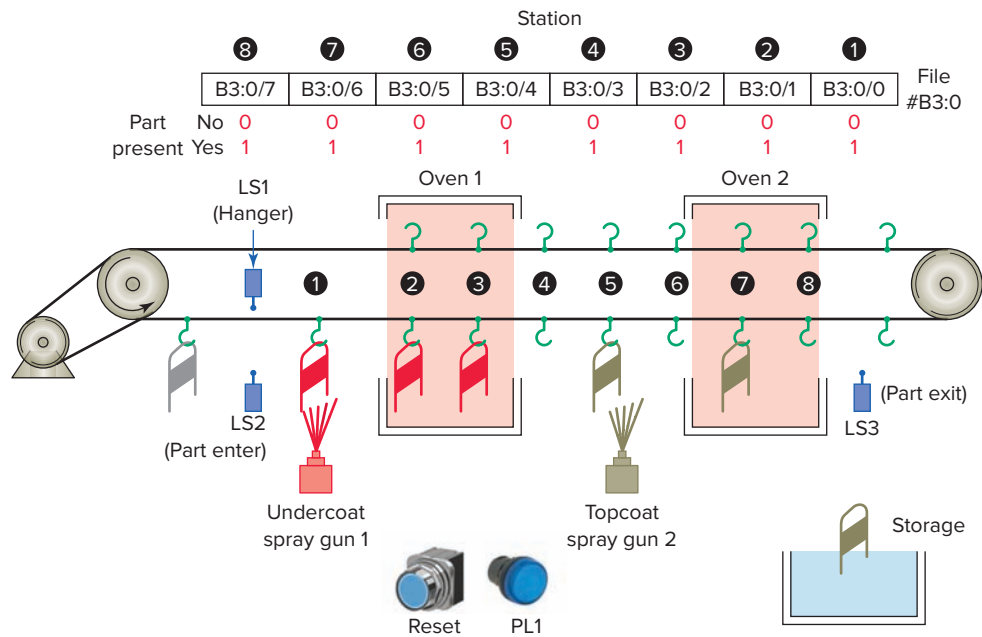 Station
8 7 6 5 4 3 2 1
B3:0/7 B3:0/6 B3:0/5 B3:0/4 B3:0/3 B3:0/2 B3:0/1 B3:0/0
File
#B3:0
Part
present
No 0 0 0 0 0 0 0 0
Yes 1 1 1 1 1 1 1 1
LS1
(Hanger)
Oven 1
Oven 2
1 2 3 4 5 6 7 8
LS2
(Part enter)
(Part exit)
LS3
Undercoat
spray gun 1
Topcoat
spray gun 2
Storage
Reset
PL1